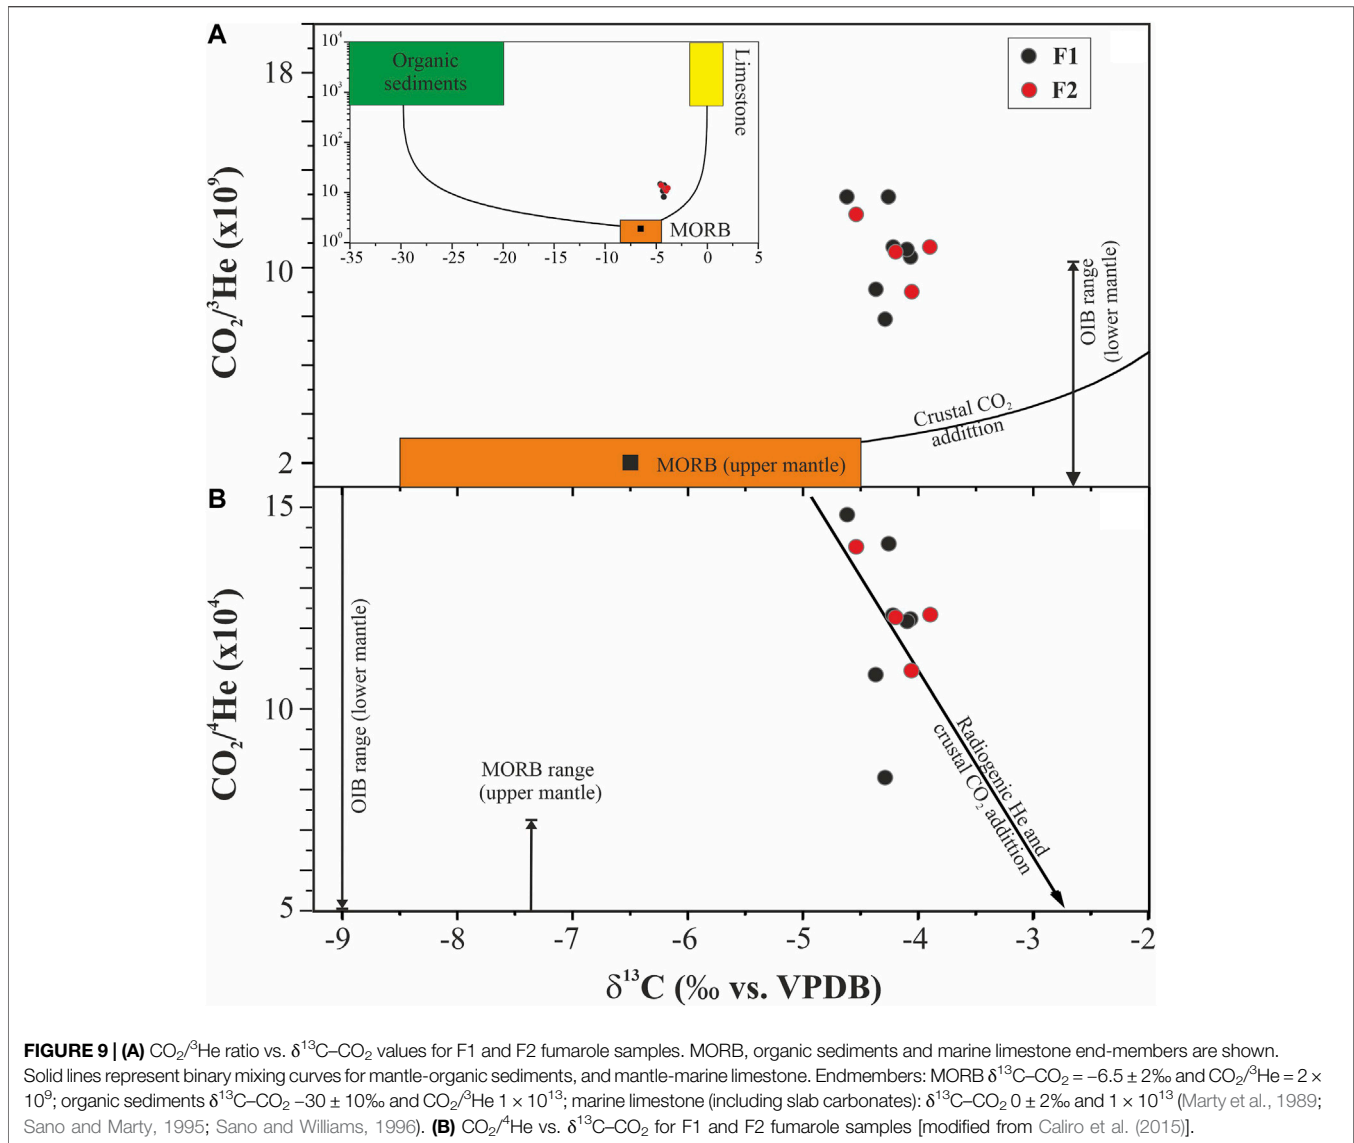 A
10⁴
10³
10²
10
10⁰
Organic
sediments
Limestone
MORB
-35
-30
-25
-20
-15
-10
-5
0
5
F1
F2
18
10
2
CO₂/³He (x10⁹)
OIB range
(lower mantle)
Crustal CO₂
addittion
MORB (upper mantle)
B
15
10
5
CO₂/⁴He (x10⁴)
OIB range (lower mantle)
MORB range
(upper mantle)
Radiogenic He and
crustal CO₂ addittion
-9
-8
-7
-6
-5
-4
-3
-2
δ¹³C (‰ vs. VPDB)
FIGURE 9 | (A) CO₂/³He ratio vs. δ¹³C–CO₂ values for F1 and F2 fumarole samples. MORB, organic sediments and marine limestone end-members are shown.
Solid lines represent binary mixing curves for mantle-organic sediments, and mantle-marine limestone. Endmembers: MORB δ¹³C–CO₂ = −6.5 ± 2‰ and CO₂/³He = 2 ×
10⁹; organic sediments δ¹³C–CO₂ −30 ± 10‰ and CO₂/³He 1 × 10¹³; marine limestone (including slab carbonates): δ¹³C–CO₂ 0 ± 2‰ and 1 × 10¹³ (Marty et al., 1989;
Sano and Marty, 1995; Sano and Williams, 1996). (B) CO₂/⁴He vs. δ¹³C–CO₂ for F1 and F2 fumarole samples [modified from Caliro et al. (2015)].